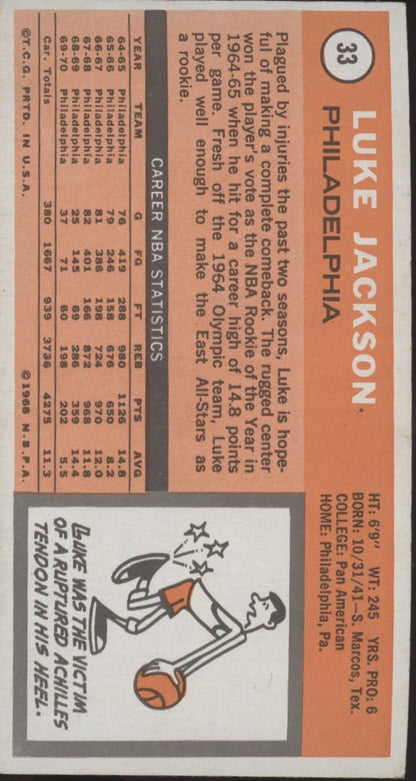 33
LUKE JACKSON
PHILADELPHIA
HT: 6'9" WT: 245 YRS. PRO: 6
BORN: 10/31/41—S. Marcos, Tex.
COLLEGE: Pan American
HOME: Philadelphia, Pa.
Plagued by injuries the past two seasons, Luke is hope-
ful of making a complete comeback. The rugged center
won the player's vote as the NBA Rookie of the Year in
1964-65 when he hit for a career high of 14.8 points
per game. Fresh off the 1964 Olympic team, Luke
played well enough to make the East All-Stars as
a rookie.
CAREER NBA STATISTICS
YEAR TEAM G FG FT REB PTS AVG
64-65 Philadelphia 76 419 288 980 1126 14.8
65-66 Philadelphia 79 246 158 676 650 8.2
66-67 Philadelphia 81 386 198 724 970 12.0
67-68 Philadelphia 82 401 166 872 968 11.8
68-69 Philadelphia 25 145 69 286 359 14.4
69-70 Philadelphia 37 71 60 198 202 5.5
Car. Totals 380 1667 939 3736 4275 11.3
©T.C.G. PRTD. IN U.S.A. ©1968 N.B.P.A.
LUKE WAS THE VICTIM
OF A RUPTURED ACHILLES
TENDON IN HIS HEEL.